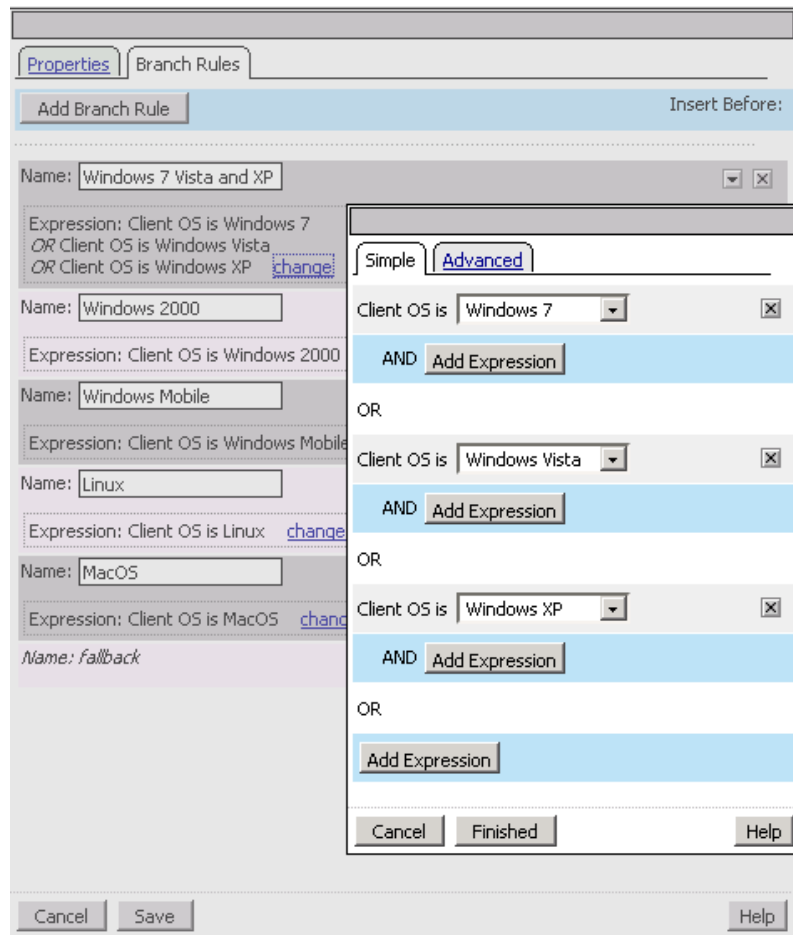 Properties Branch Rules
Add Branch Rule Insert Before:
Name: Windows 7 Vista and XP
Expression: Client OS is Windows 7
OR Client OS is Windows Vista
OR Client OS is Windows XP change
Name: Windows 2000
Expression: Client OS is Windows 2000
Name: Windows Mobile
Expression: Client OS is Windows Mobile
Name: Linux
Expression: Client OS is Linux change
Name: MacOS
Expression: Client OS is MacOS chang
Name: fallback
Simple Advanced
Client OS is Windows 7
AND Add Expression
OR
Client OS is Windows Vista
AND Add Expression
OR
Client OS is Windows XP
AND Add Expression
OR
Add Expression
Cancel Finished Help
Cancel Save Help